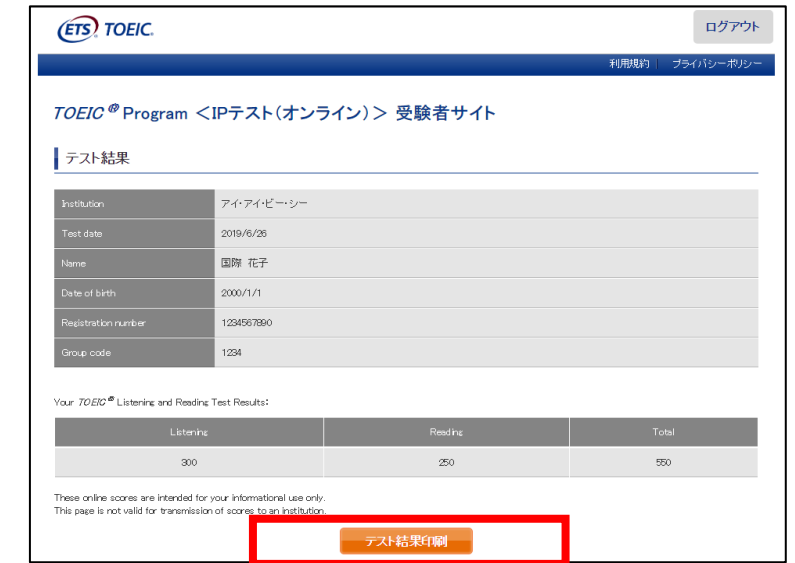 ETS TOEIC.
ログアウト
利用規約 プライバシーポリシー
TOEIC® Program <IPテスト(オンライン)> 受験者サイト
テスト結果
Institution アイ・アイ・ビー・シー
Test date 2019/6/26
Name 国際 花子
Date of birth 2000/1/1
Registration number 1234567890
Group code 1234
Your TOEIC® Listening and Reading Test Results:
Listening Reading Total
300 250 550
These online scores are intended for your informational use only.
This page is not valid for transmission of scores to an institution.
テスト結果印刷